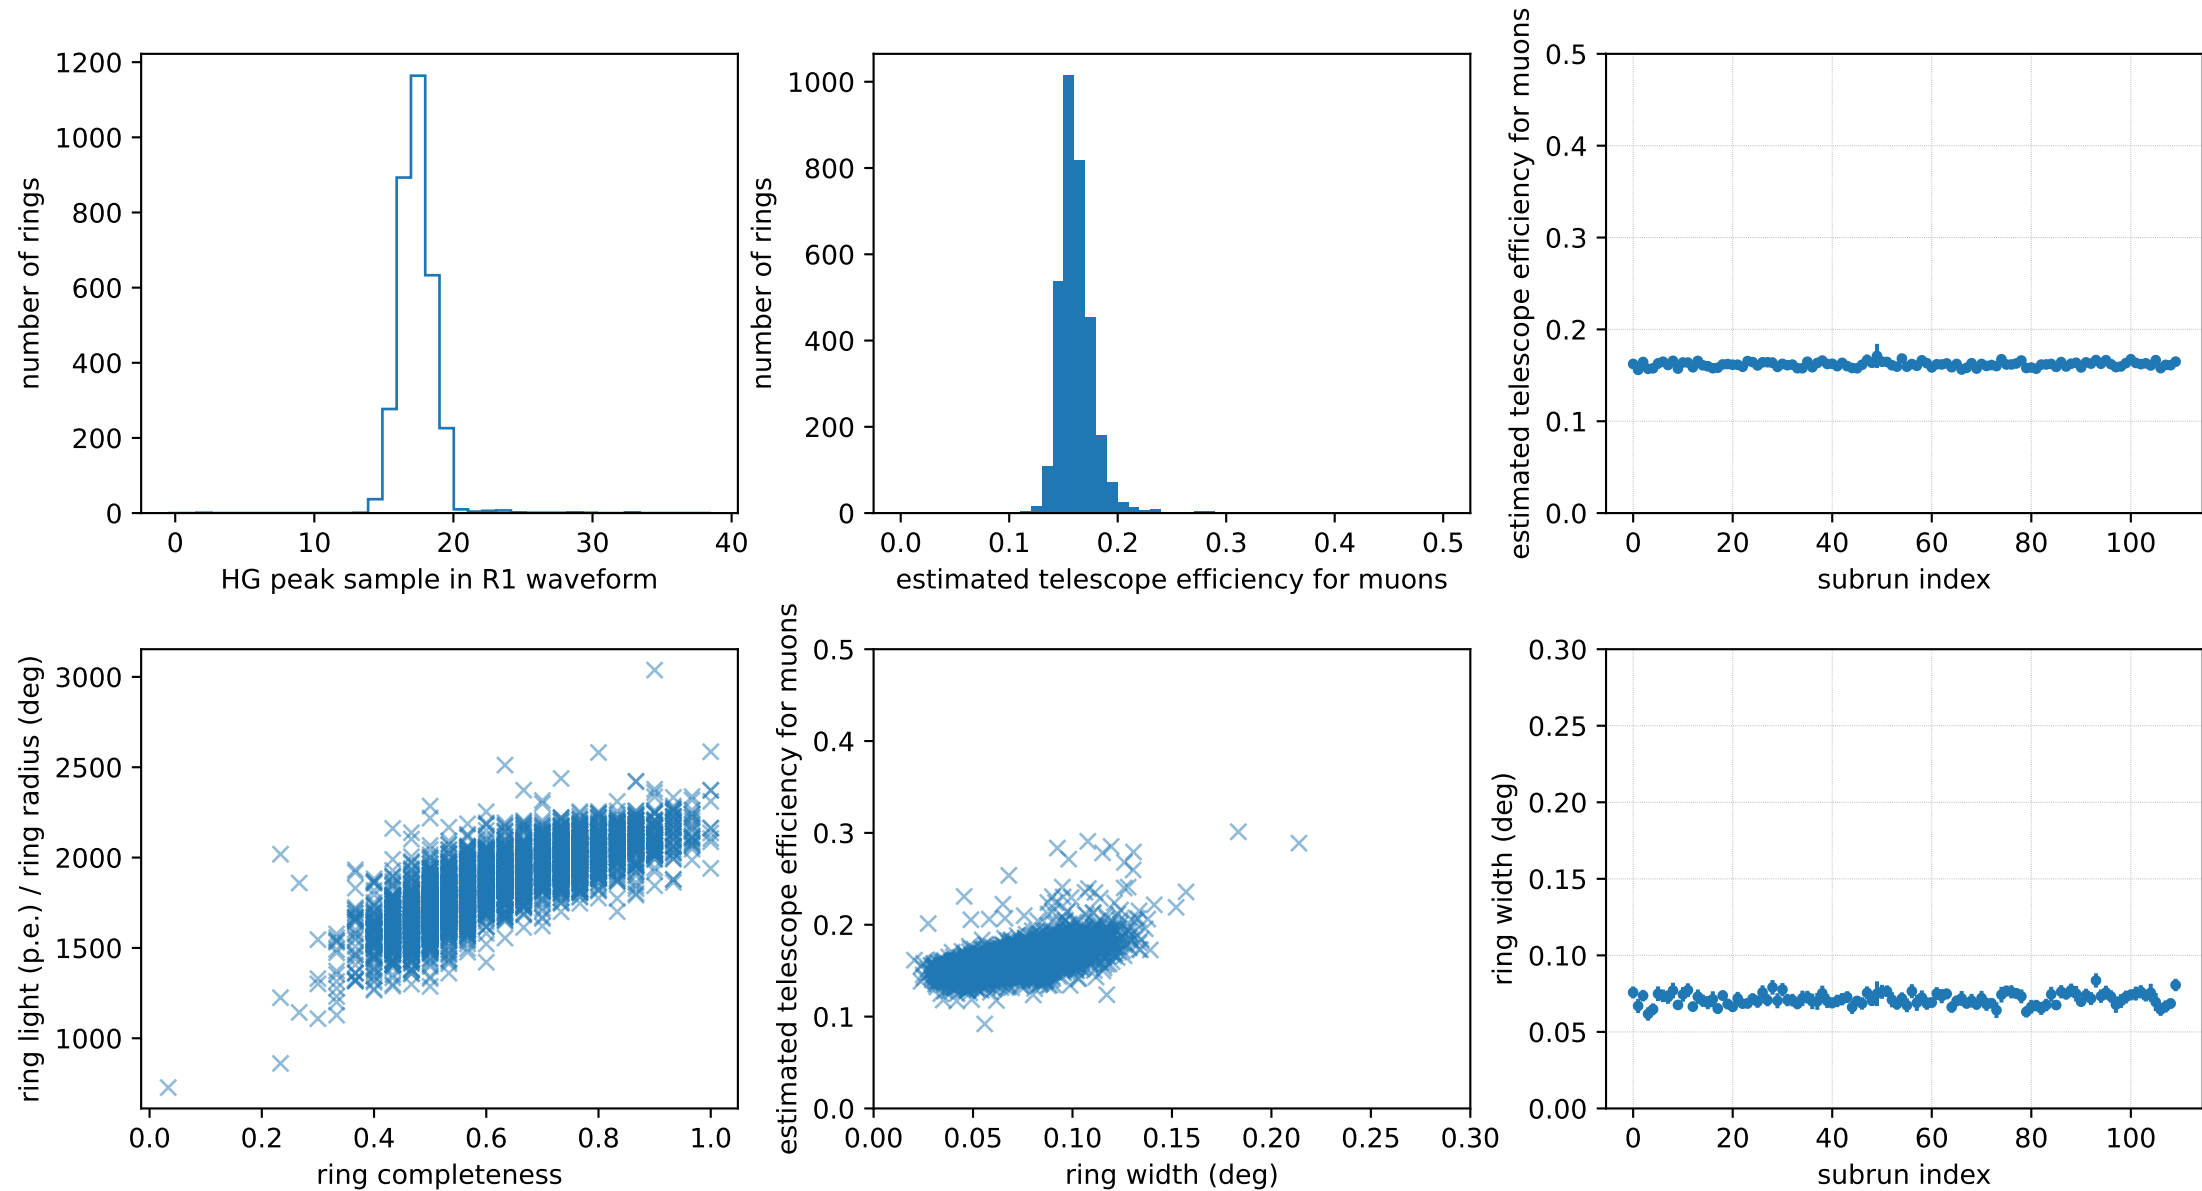 number of rings
1200
1000
800
600
400
200
0
0 10 20 30 40
HG peak sample in R1 waveform
number of rings
1000
800
600
400
200
0
0.0 0.1 0.2 0.3 0.4 0.5
estimated telescope efficiency for muons
estimated telescope efficiency for muons
0.5
0.4
0.3
0.2
0.1
0.0
0 20 40 60 80 100
subrun index
ring light (p.e.) / ring radius (deg)
3000
2500
2000
1500
1000
0.0 0.2 0.4 0.6 0.8 1.0
ring completeness
estimated telescope efficiency for muons
0.5
0.4
0.3
0.2
0.1
0.0
0.00 0.05 0.10 0.15 0.20 0.25 0.30
ring width (deg)
ring width (deg)
0.30
0.25
0.20
0.15
0.10
0.05
0.00
0 20 40 60 80 100
subrun index